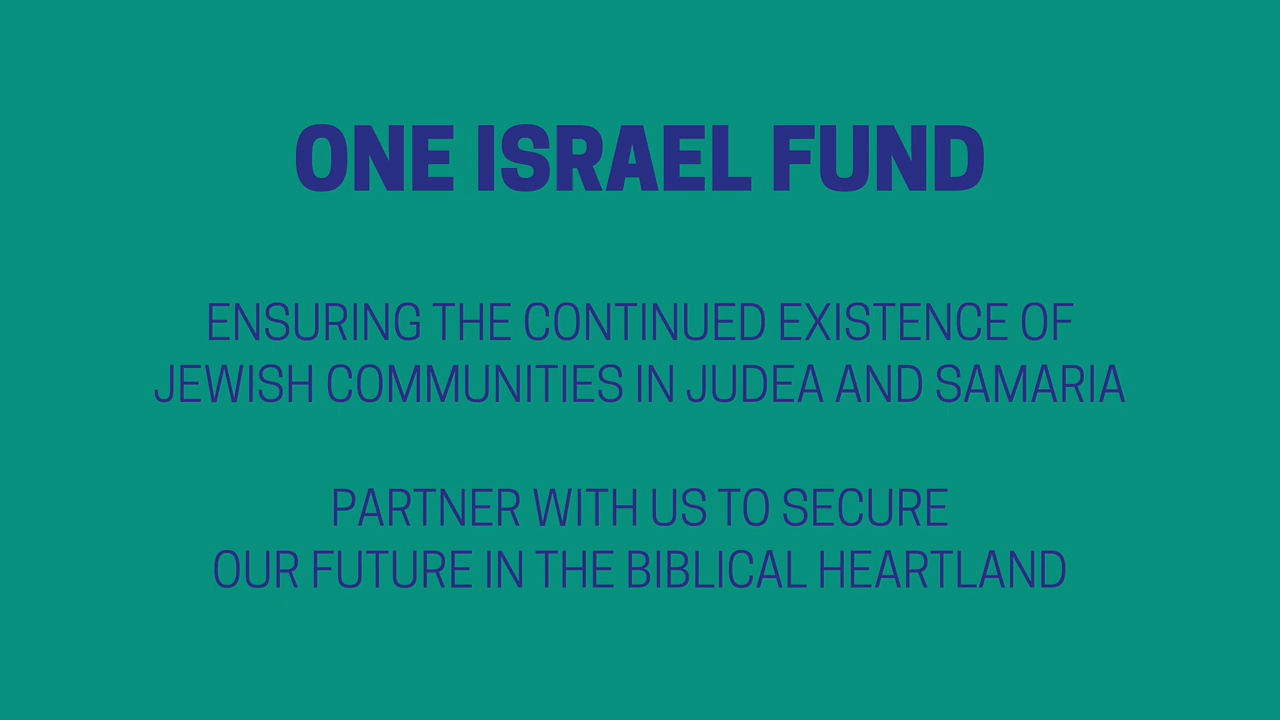 ONE ISRAEL FUND
ENSURING THE CONTINUED EXISTENCE OF
JEWISH COMMUNITIES IN JUDEA AND SAMARIA
PARTNER WITH US TO SECURE
OUR FUTURE IN THE BIBLICAL HEARTLAND